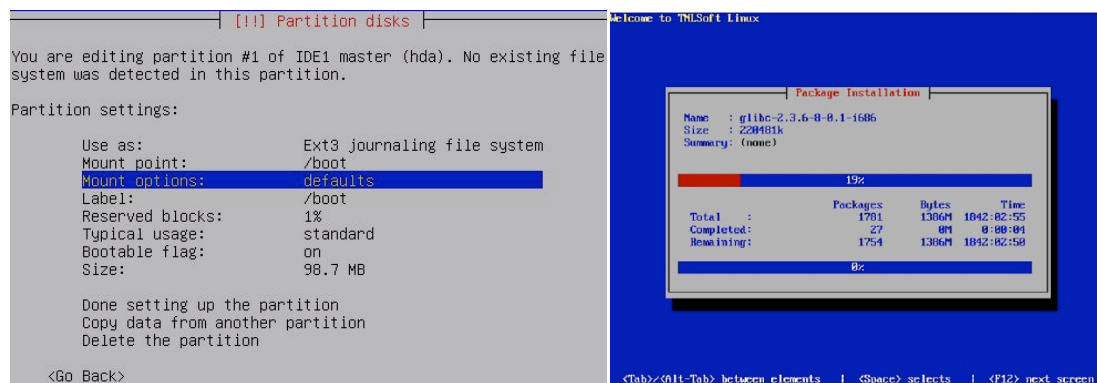 [!!] Partition disks
You are editing partition #1 of IDE1 master (hda). No existing file
system was detected in this partition.
Partition settings:
Use as: Ext3 journaling file system
Mount point: /boot
Mount options: defaults
Label: /boot
Reserved blocks: 1%
Typical usage: standard
Bootable flag: on
Size: 98.7 MB
Done setting up the partition
Copy data from another partition
Delete the partition
<Go Back>
Welcome to TNLSoft Linux
Package Installation
Name : glibc-2.3.6-8-0.1-i686
Size : 220481k
Summary: (none)
19%
Packages Bytes Time
Total : 1781 1386M 1842:02:55
Completed: 27 0M 0:00:04
Remaining: 1754 1386M 1842:02:50
0%
<Tab>/<Alt-Tab> between elements | <Space> selects | <F12> next screen